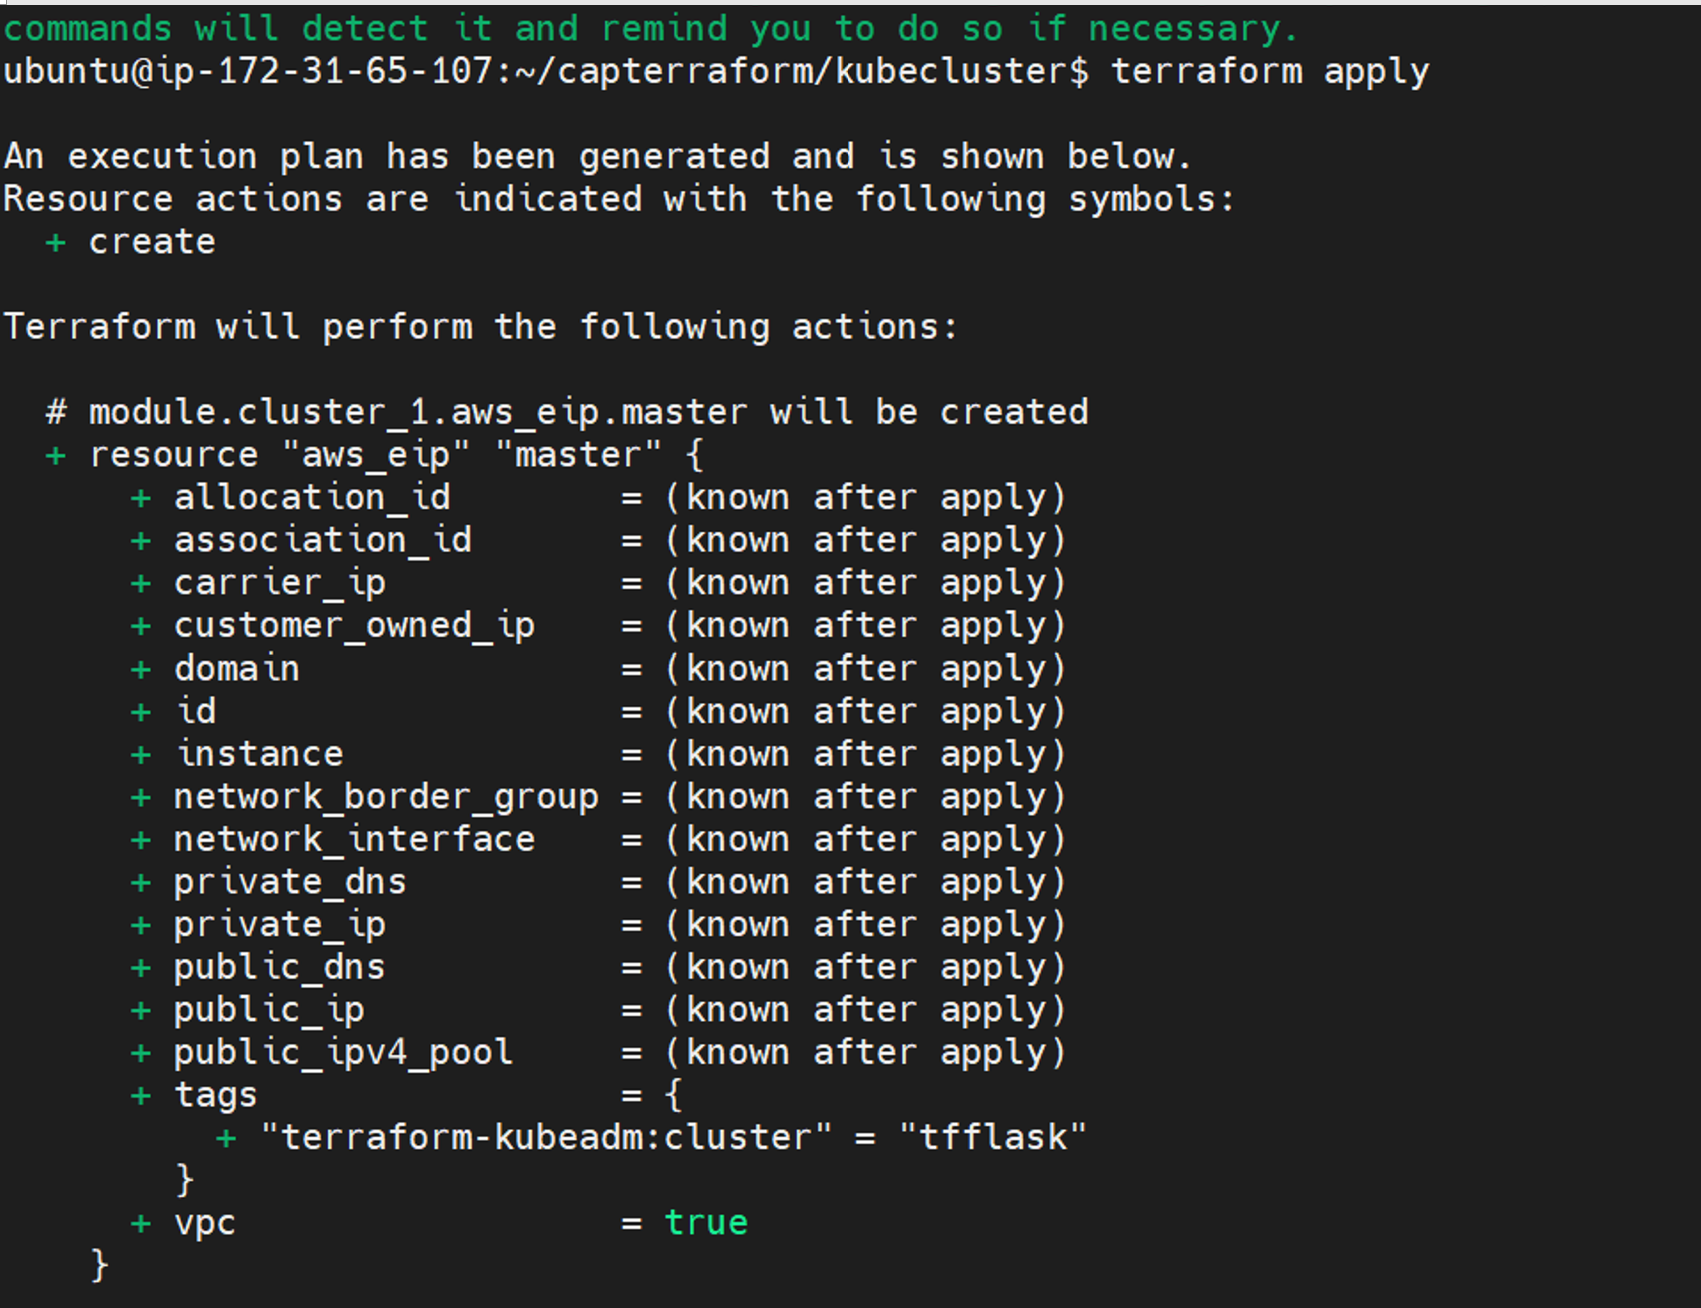 commands will detect it and remind you to do so if necessary.
ubuntu@ip-172-31-65-107:~/capterraform/kubecluster$ terraform apply
An execution plan has been generated and is shown below.
Resource actions are indicated with the following symbols:
  + create
Terraform will perform the following actions:
  # module.cluster_1.aws_eip.master will be created
  + resource "aws_eip" "master" {
      + allocation_id        = (known after apply)
      + association_id       = (known after apply)
      + carrier_ip           = (known after apply)
      + customer_owned_ip    = (known after apply)
      + domain               = (known after apply)
      + id                   = (known after apply)
      + instance             = (known after apply)
      + network_border_group = (known after apply)
      + network_interface    = (known after apply)
      + private_dns          = (known after apply)
      + private_ip           = (known after apply)
      + public_dns           = (known after apply)
      + public_ip            = (known after apply)
      + public_ipv4_pool     = (known after apply)
      + tags                 = {
          + "terraform-kubeadm:cluster" = "tfflask"
        }
      + vpc                  = true
    }